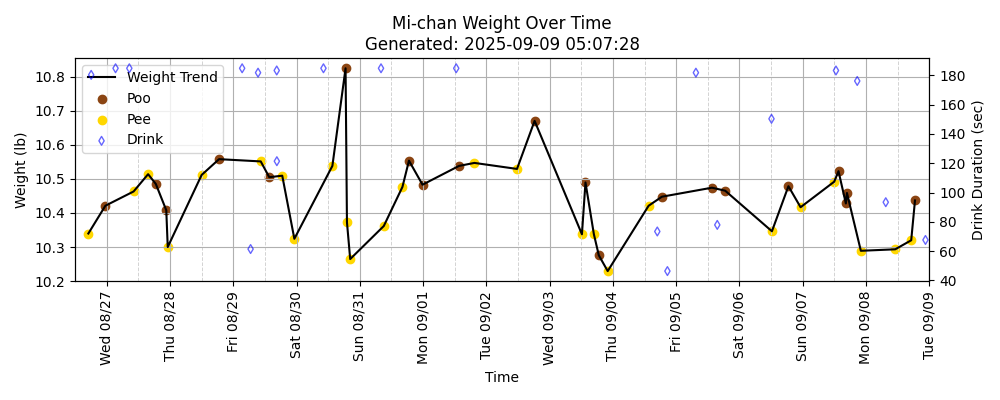 Mi-chan Weight Over Time
Generated: 2025-09-09 05:07:28
Weight Trend
Poo
Pee
Drink
Weight (lb)
10.8
10.7
10.6
10.5
10.4
10.3
10.2
Drink Duration (sec)
180
160
140
120
100
80
60
40
Wed 08/27
Thu 08/28
Fri 08/29
Sat 08/30
Sun 08/31
Mon 09/01
Tue 09/02
Wed 09/03
Thu 09/04
Fri 09/05
Sat 09/06
Sun 09/07
Mon 09/08
Tue 09/09
Time